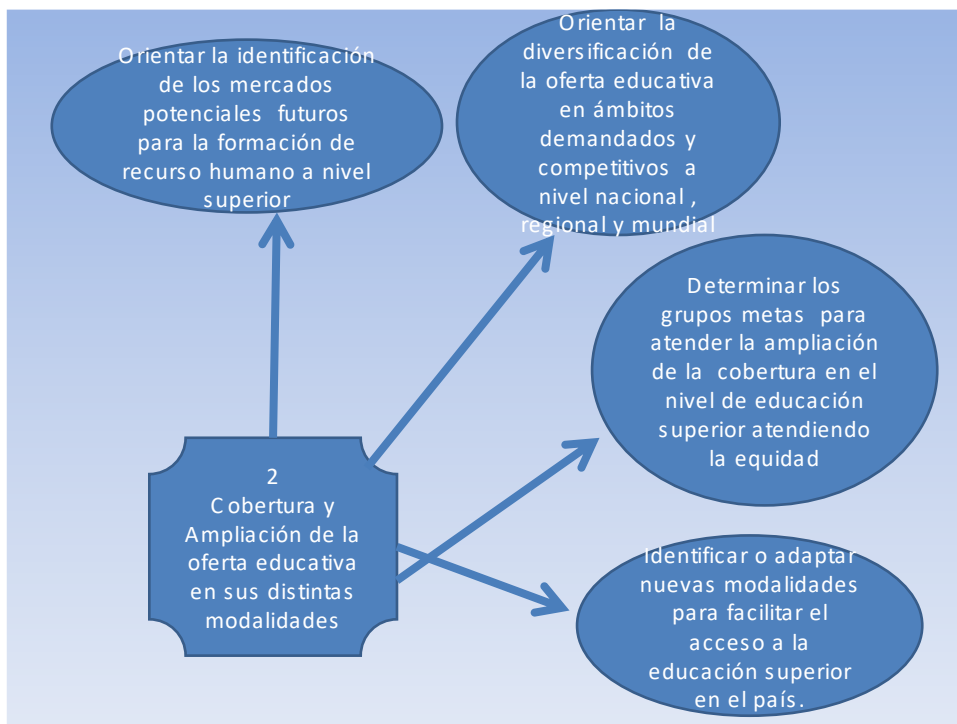 Orientar la identificación
de los mercados
potenciales futuros
para la formación de
recurso humano a nivel
superior
Orientar la
diversificación de
la oferta educativa
en ámbitos
demandados y
competitivos a
nivel nacional ,
regional y mundial
Determinar los
grupos metas para
atender la ampliación
de la cobertura en el
nivel de educación
superior atendiendo
la equidad
2
Cobertura y
Ampliación de la
oferta educativa
en sus distintas
modalidades
Identificar o adaptar
nuevas modalidades
para facilitar el
acceso a la
educación superior
en el país.